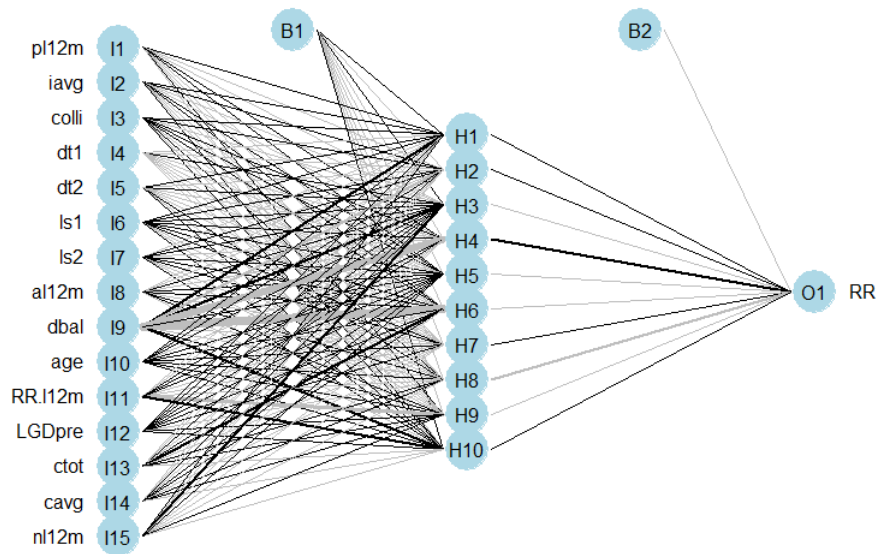 B1
B2
pl12m I1
iavg I2
colli I3
dt1 I4
dt2 I5
ls1 I6
ls2 I7
al12m I8
dbal I9
age I10
RR.l12m I11
LGDpre I12
ctot I13
cavg I14
nl12m I15
H1
H2
H3
H4
H5
H6
H7
H8
H9
H10
O1 RR